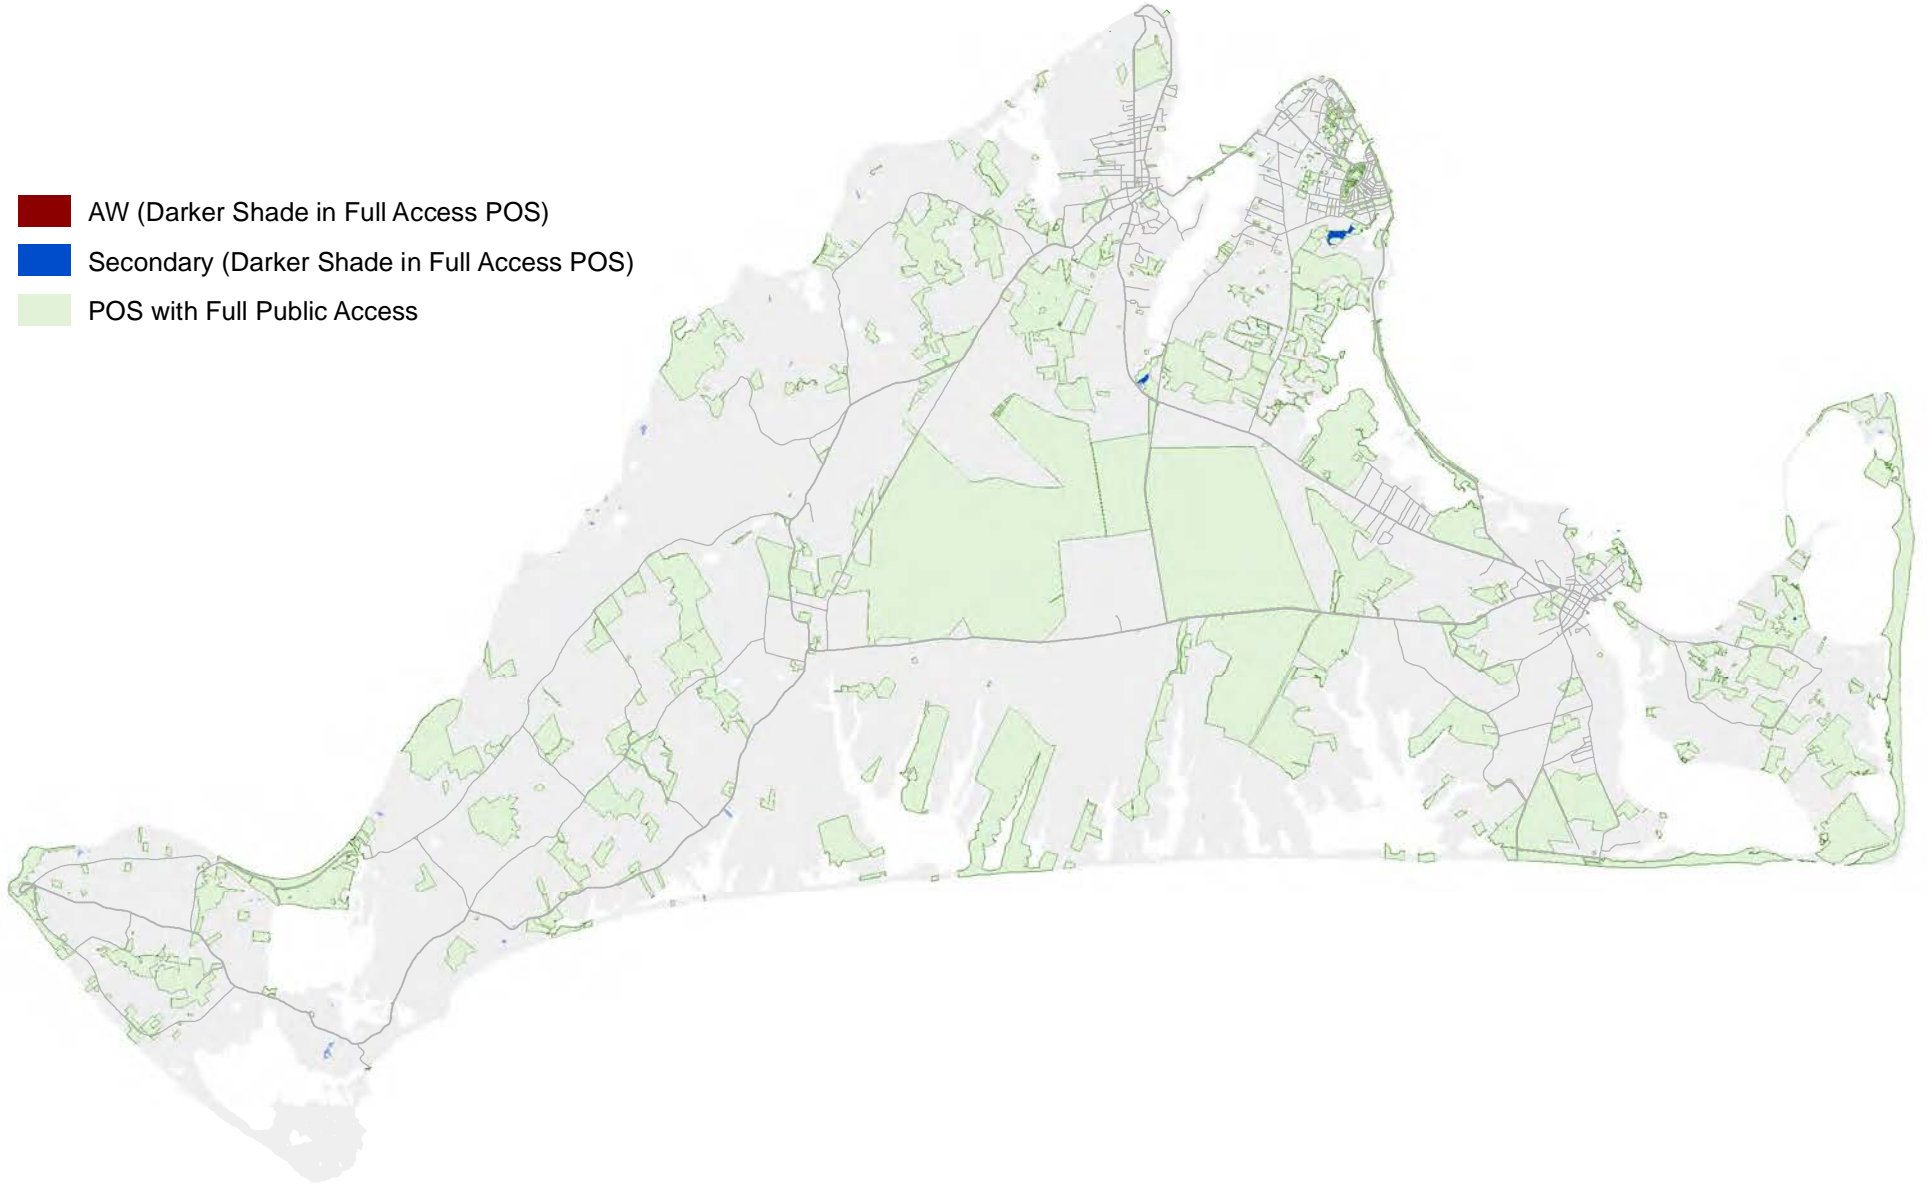 AW (Darker Shade in Full Access POS)
Secondary (Darker Shade in Full Access POS)
POS with Full Public Access